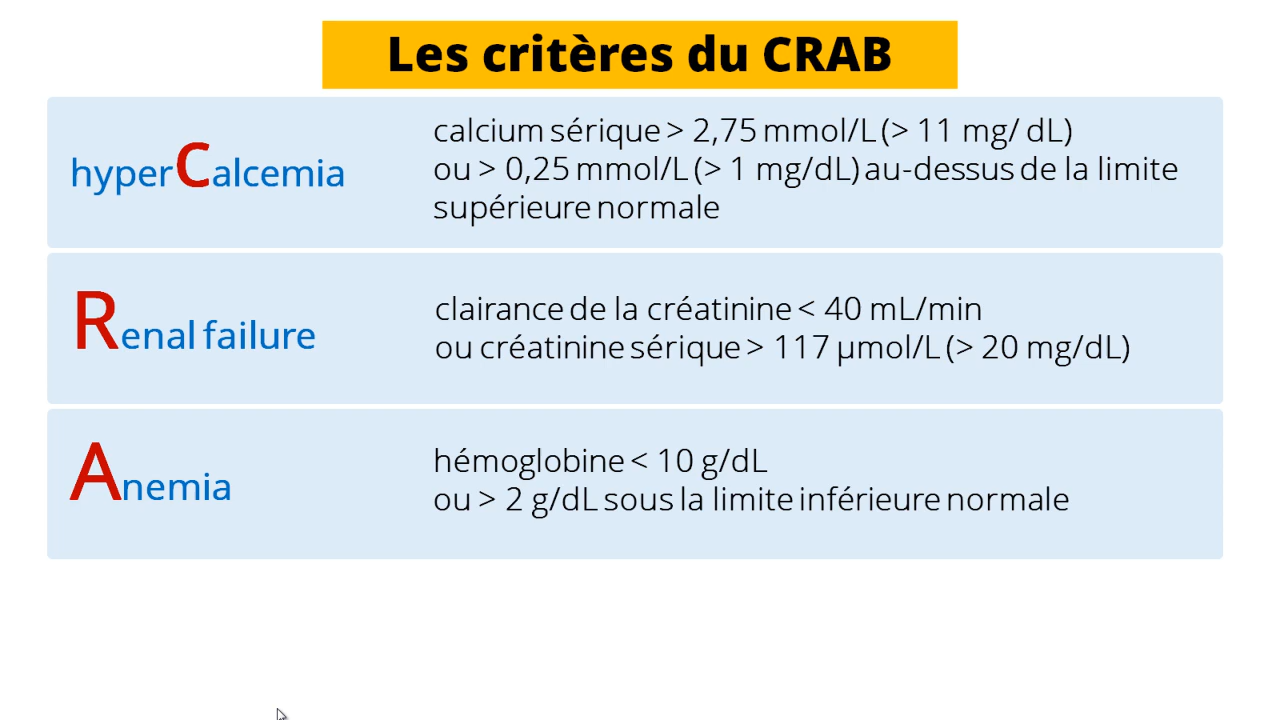 Les critères du CRAB
hyperCalcemia
calcium sérique > 2,75 mmol/L (> 11 mg/ dL)
ou > 0,25 mmol/L (> 1 mg/dL) au-dessus de la limite
supérieure normale
Renal failure
clairance de la créatinine < 40 mL/min
ou créatinine sérique > 117 µmol/L (> 20 mg/dL)
Anemia
hémoglobine < 10 g/dL
ou > 2 g/dL sous la limite inférieure normale